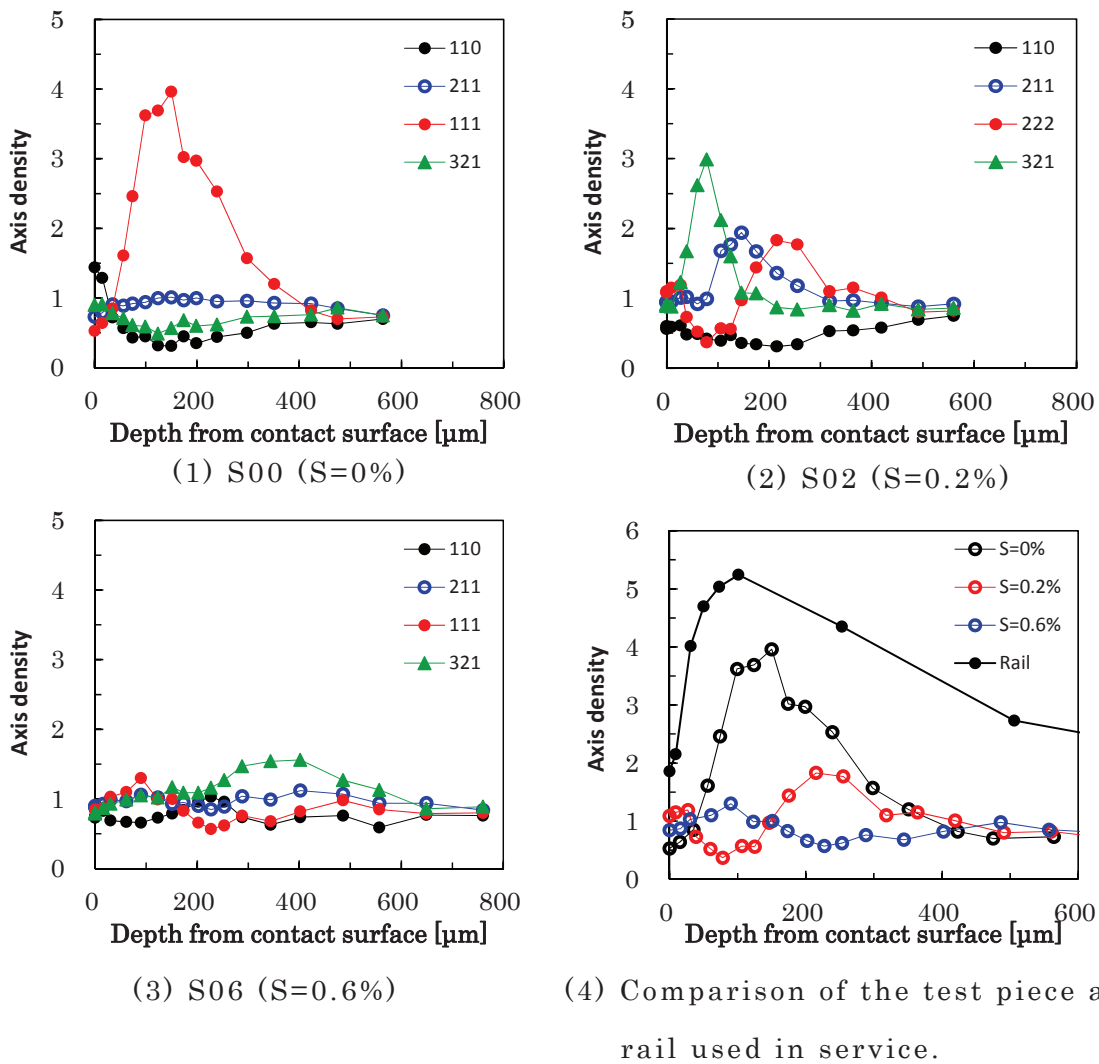 5
4
3
2
1
0
Axis density
110
211
111
321
0 200 400 600 800
Depth from contact surface [µm]
(1) S00 (S=0%)
5
4
3
2
1
0
Axis density
110
211
222
321
0 200 400 600 800
Depth from contact surface [µm]
(2) S02 (S=0.2%)
5
4
3
2
1
0
Axis density
110
211
111
321
0 200 400 600 800
Depth from contact surface [µm]
(3) S06 (S=0.6%)
6
5
4
3
2
1
0
Axis density
S=0%
S=0.2%
S=0.6%
Rail
0 200 400 600
Depth from contact surface [µm]
(4) Comparison of the test piece a
rail used in service.